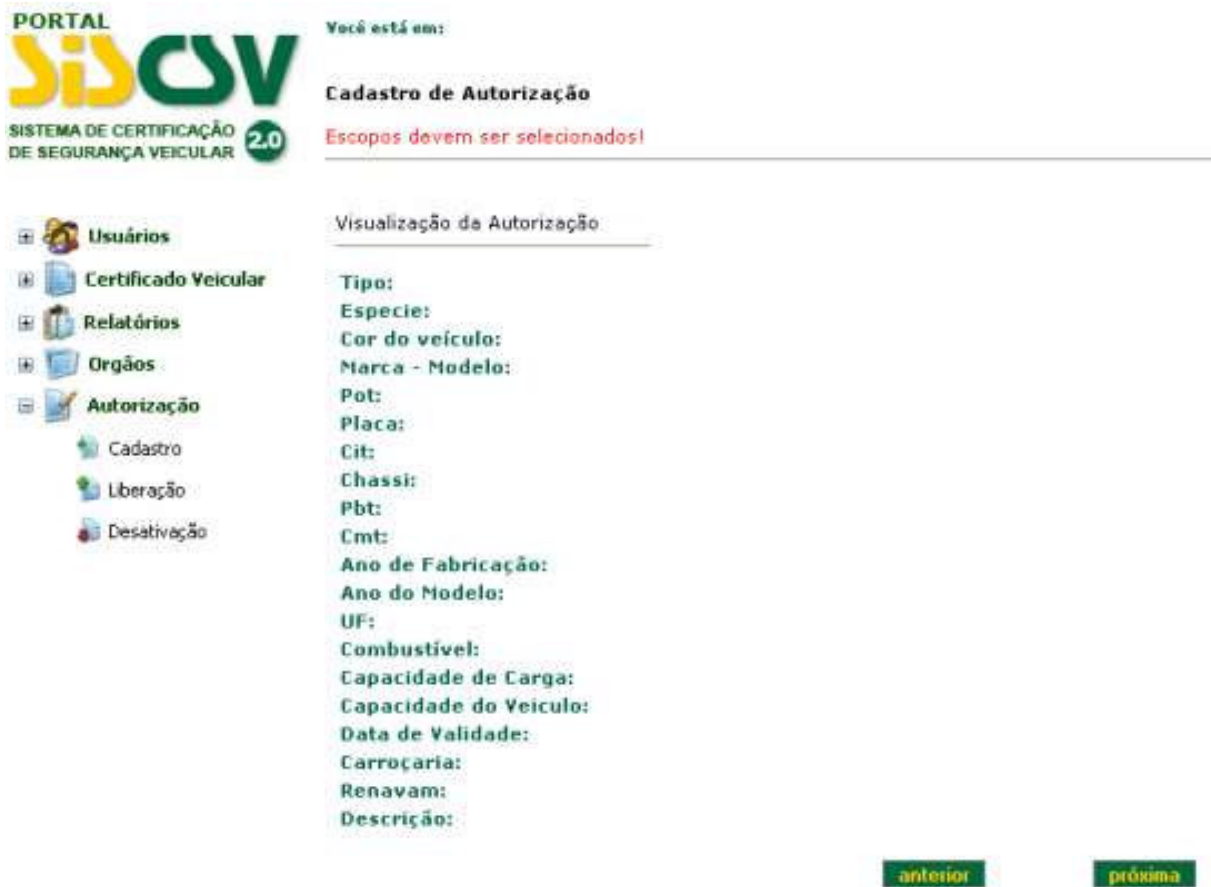 PORTAL
SiSCSV
SISTEMA DE CERTIFICAÇÃO
DE SEGURANÇA VEICULAR 2.0
Você está em:
Cadastro de Autorização
Escopos devem ser selecionados!
Usuários
Certificado Veicular
Relatórios
Orgãos
Autorização
Cadastro
Liberação
Desativação
Visualização da Autorização
Tipo:
Especie:
Cor do veículo:
Marca - Modelo:
Pot:
Placa:
Cit:
Chassi:
Pbt:
Cmt:
Ano de Fabricação:
Ano do Modelo:
UF:
Combustível:
Capacidade de Carga:
Capacidade do Veiculo:
Data de Validade:
Carroçaria:
Renavam:
Descrição:
anterior
próxima